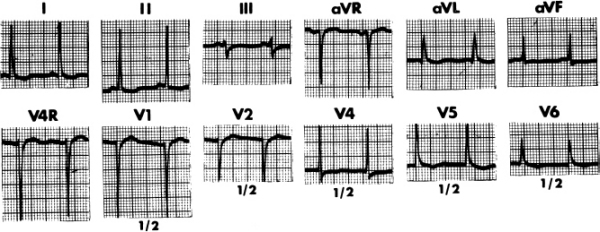 I II III aVR aVL aVF
V4R V1 V2 V4 V5 V6
1/2 1/2 1/2 1/2 1/2